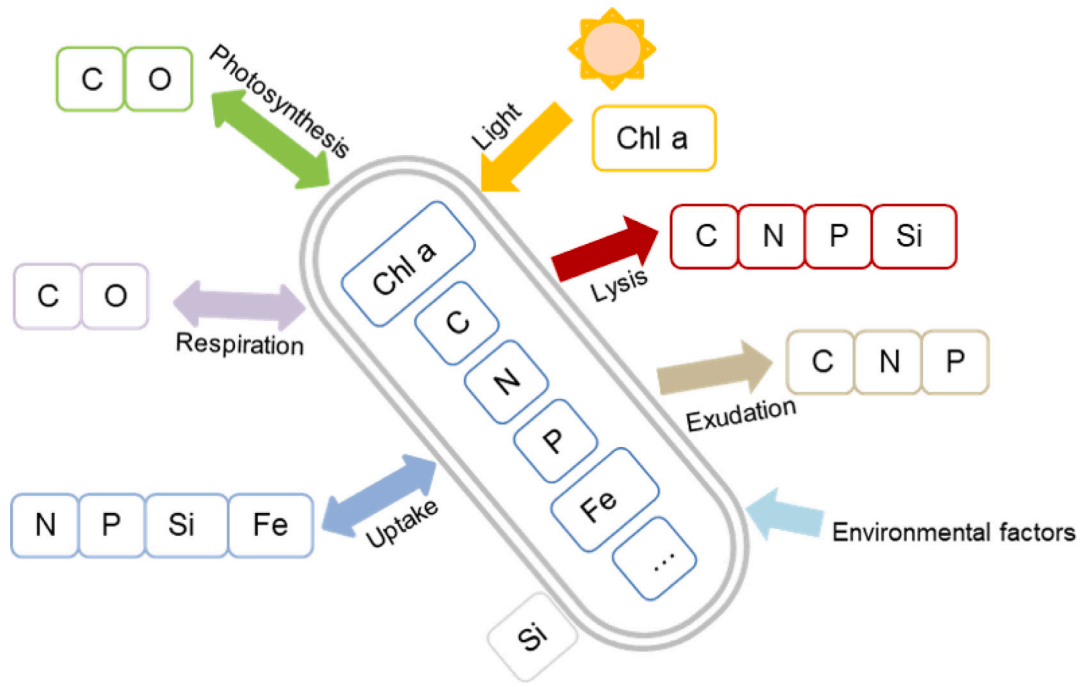 C O
Photosynthesis
Light
Chl a
C N P Si
Lysis
C O
Respiration
Chl a
C
N
P
Fe
...
C N P
Exudation
N P Si Fe
Uptake
Environmental factors
Si